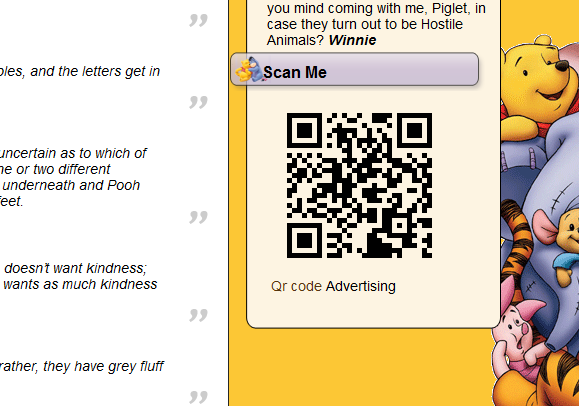 ples, and the letters get in
uncertain as to which of
ne or two different
underneath and Pooh
feet.
doesn't want kindness;
wants as much kindness
rather, they have grey fluff
you mind coming with me, Piglet, in
case they turn out to be Hostile
Animals? Winnie
Scan Me
Qr code Advertising